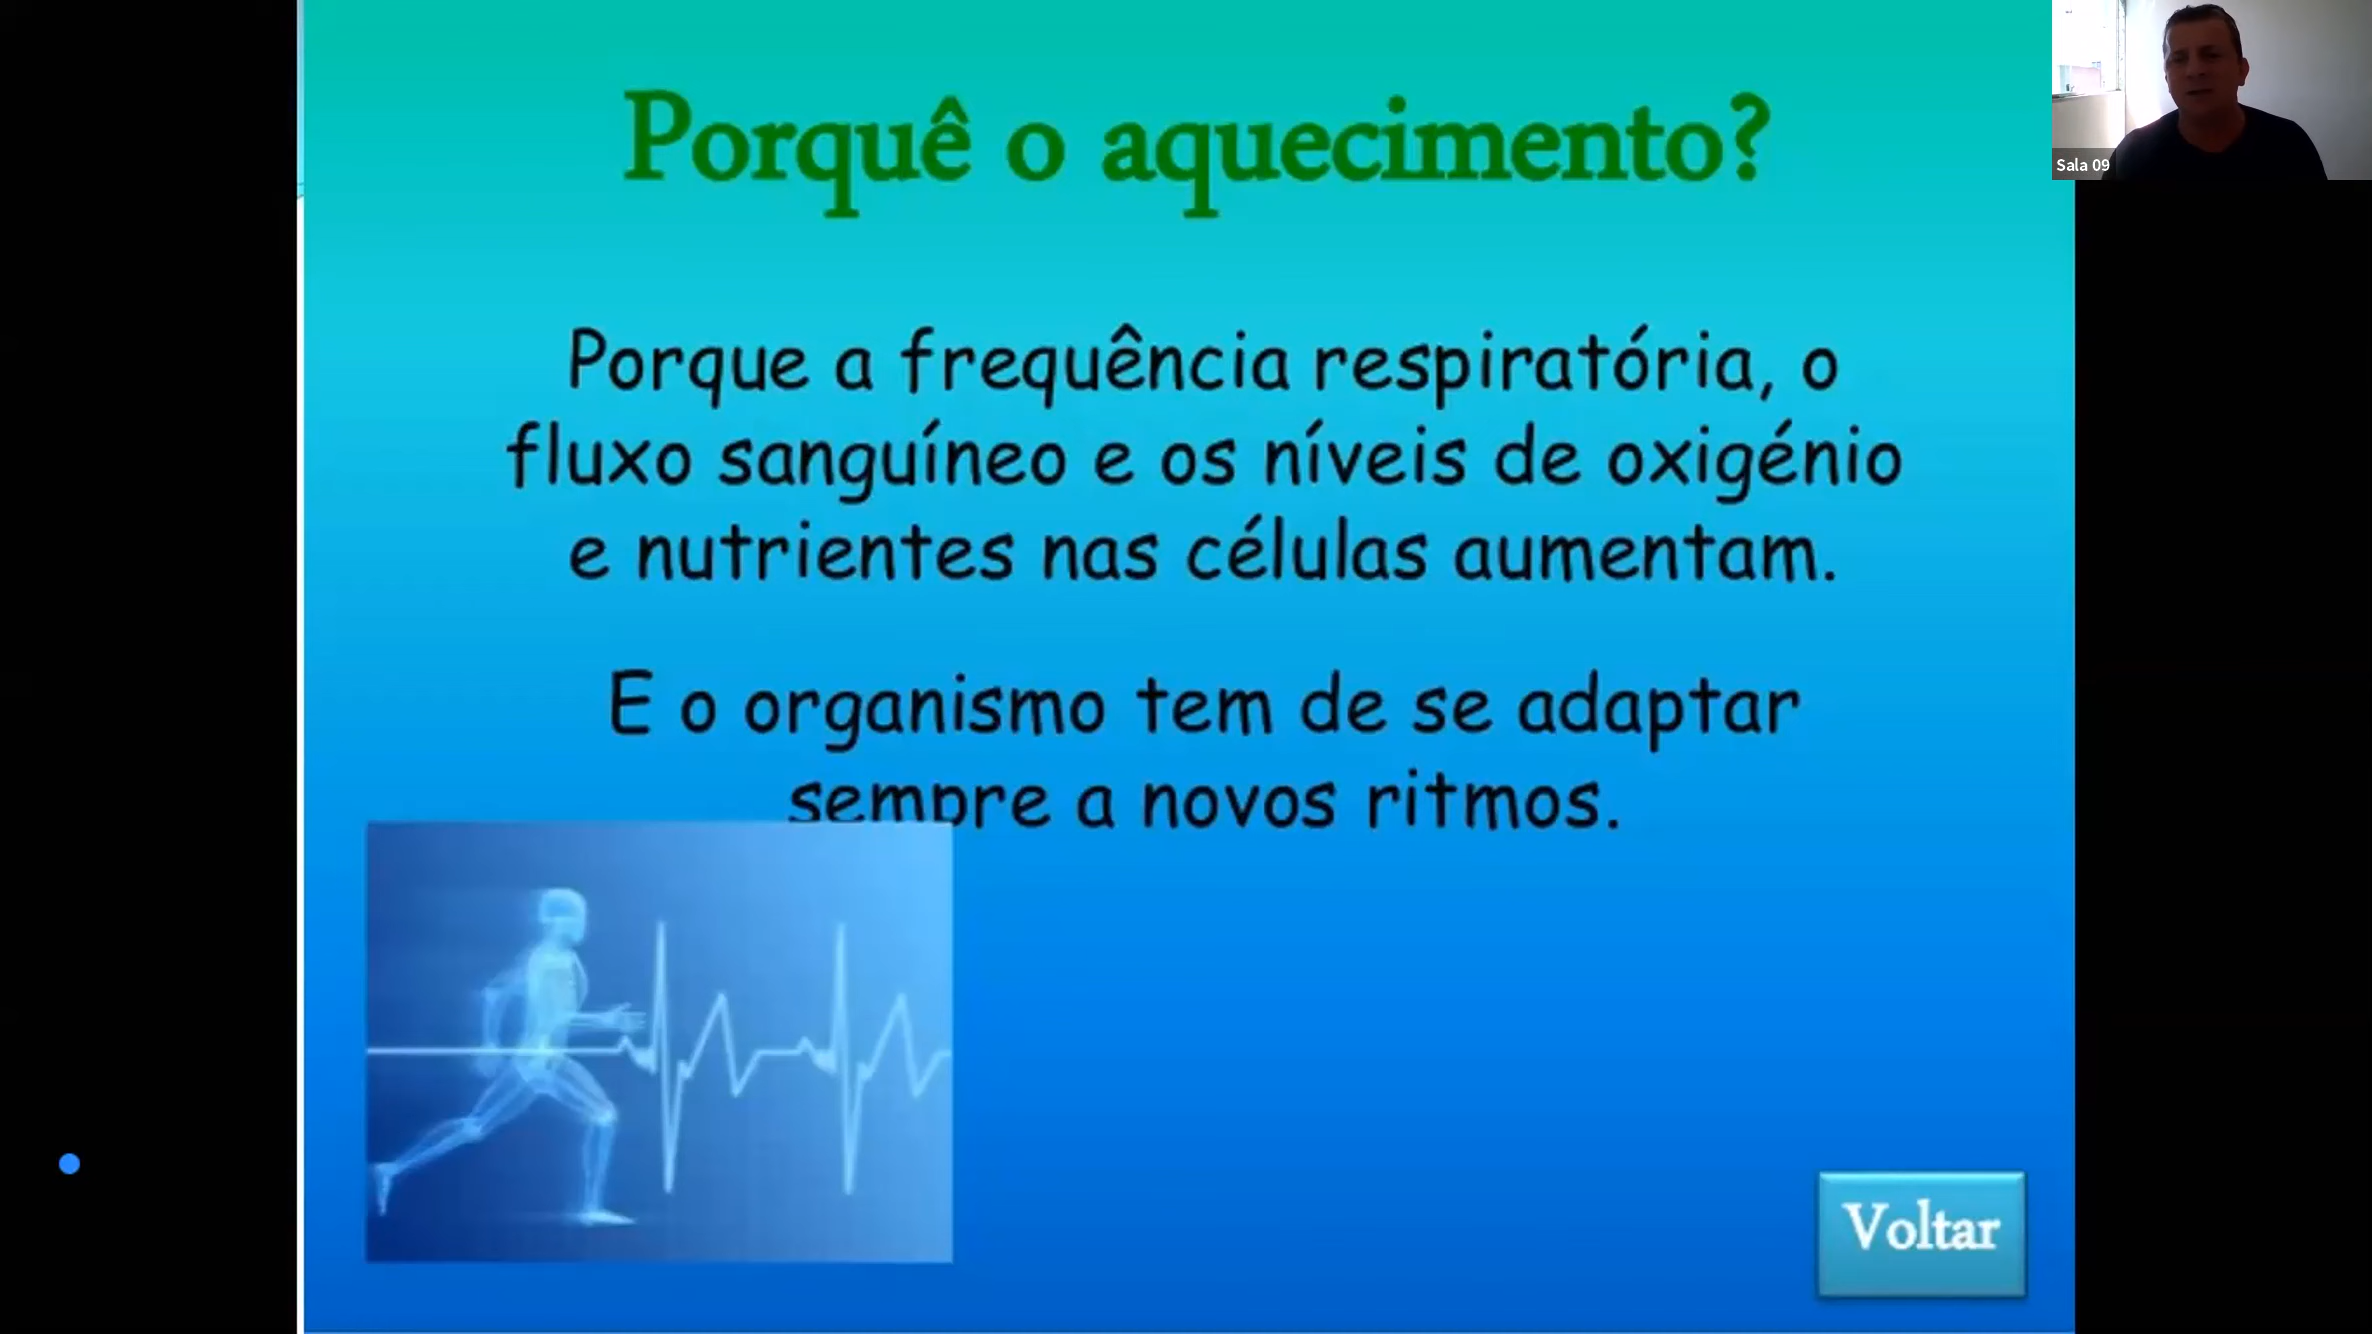 Porquê o aquecimento?
Sala 09
Porque a frequência respiratória, o
fluxo sanguíneo e os níveis de oxigénio
e nutrientes nas células aumentam.
E o organismo tem de se adaptar
sempre a novos ritmos.
Voltar